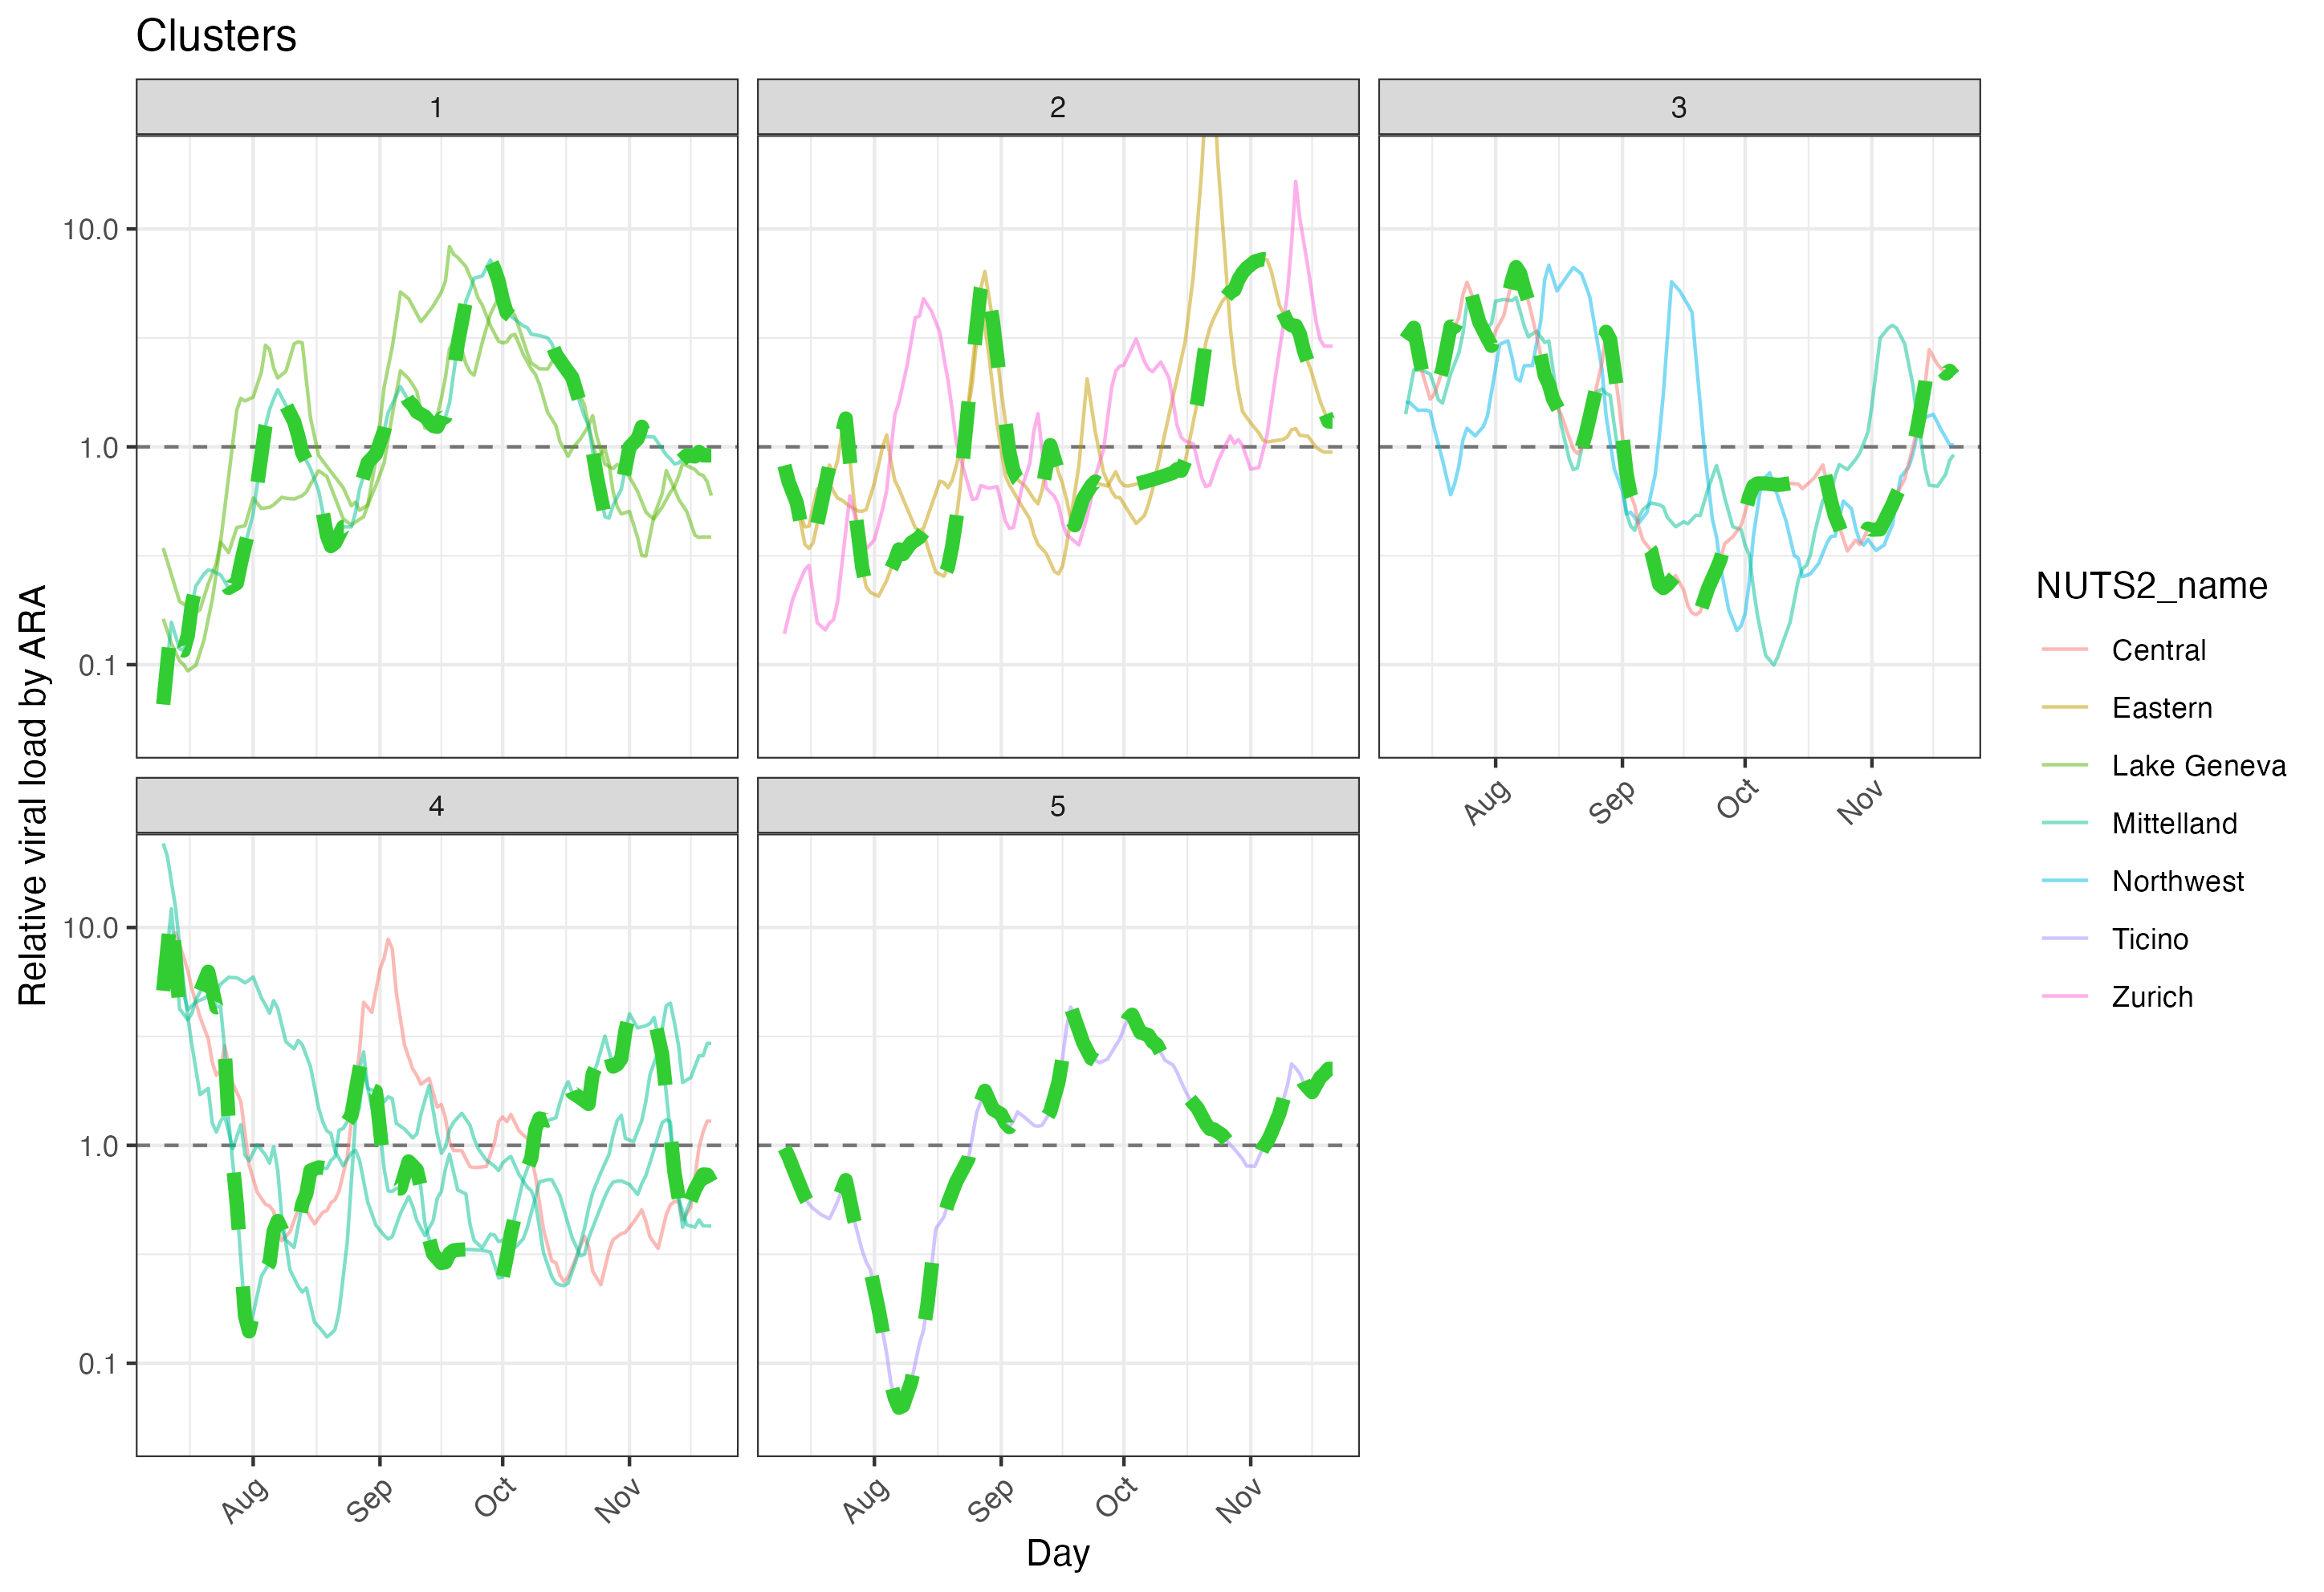 Clusters
1
2
3
10.0
1.0
0.1
Aug
Sep
Oct
Nov
4
5
10.0
1.0
0.1
Aug
Sep
Oct
Nov
Aug
Sep
Oct
Nov
Day
Relative viral load by ARA
NUTS2_name
Central
Eastern
Lake Geneva
Mittelland
Northwest
Ticino
Zurich